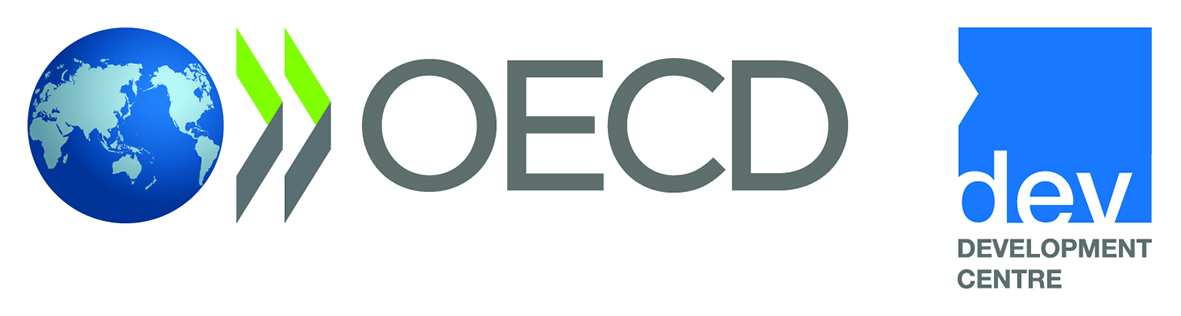 OECD
dev
DEVELOPMENT
CENTRE